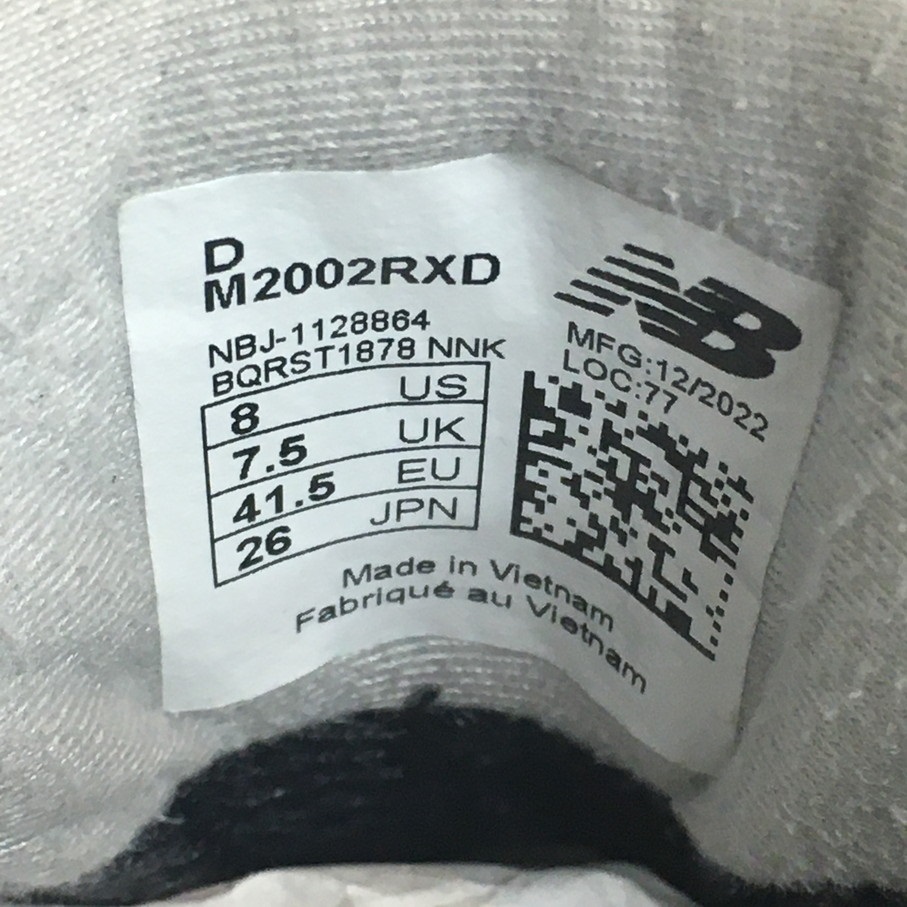 D
M2002RXD
NB
NBJ-1128864
BQRST1878 NNK
MFG:12/2022
LOC:77
8 US
7.5 UK
41.5 EU
26 JPN
Made in Vietnam
Fabriqué au Vietnam